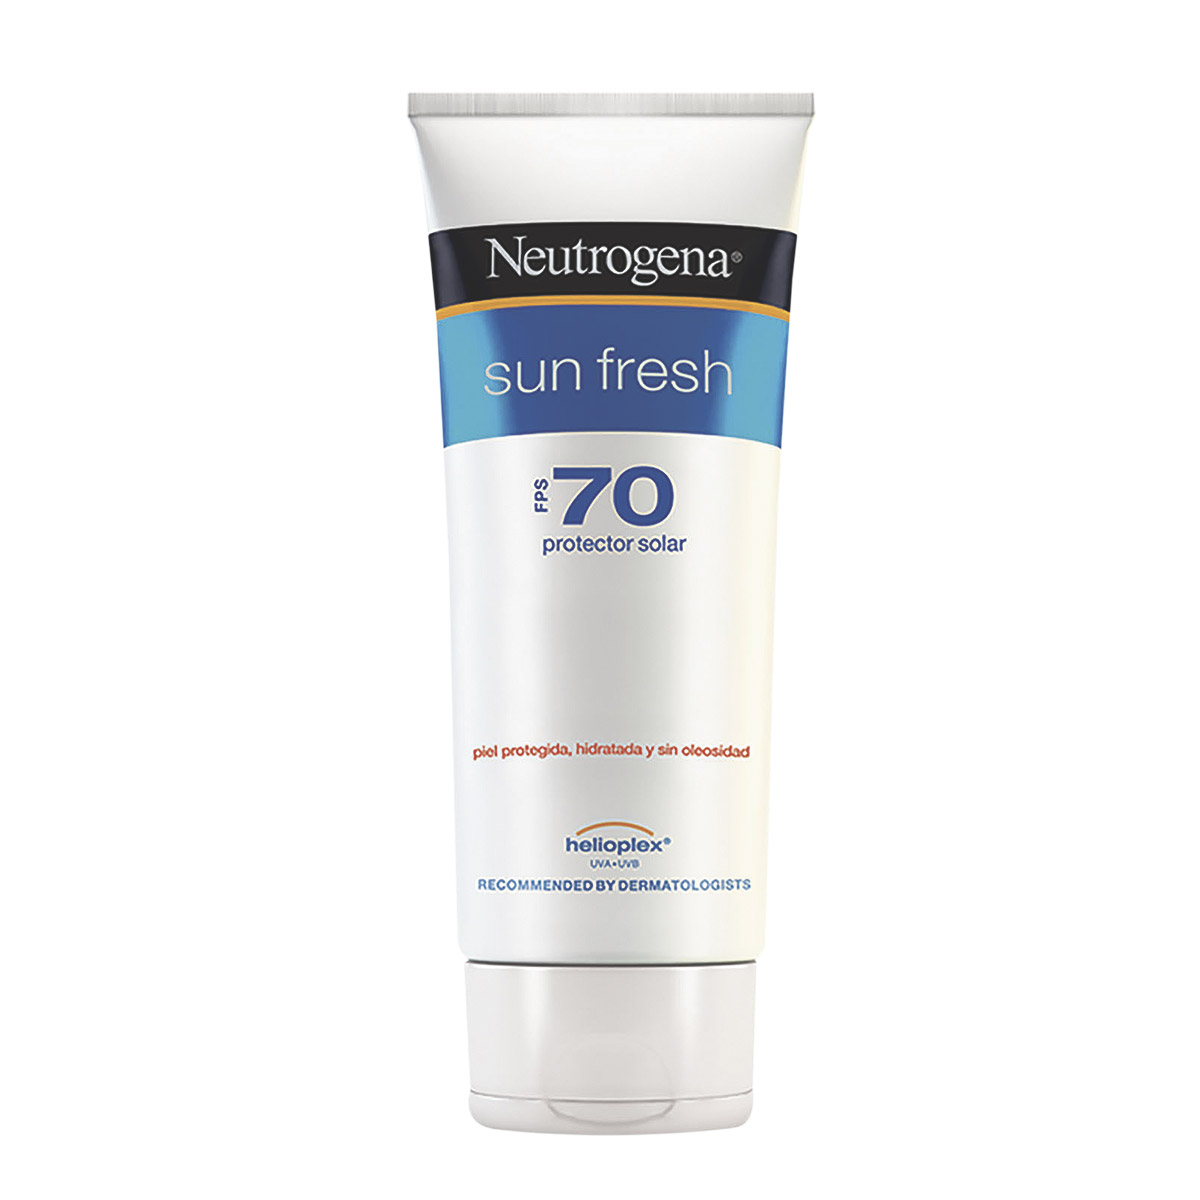 Neutrogena®
sun fresh
FPS 70
protector solar
piel protegida, hidratada y sin oleosidad
helioplex®
UVA•UVB
RECOMMENDED BY DERMATOLOGISTS